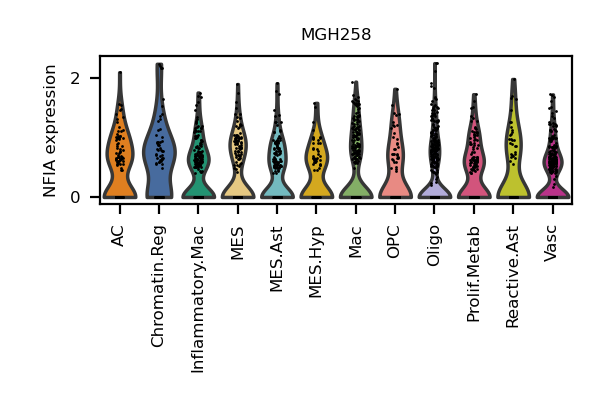 MGH258
NFIA expression
2
0
AC
Chromatin.Reg
Inflammatory.Mac
MES
MES.Ast
MES.Hyp
Mac
OPC
Oligo
Prolif.Metab
Reactive.Ast
Vasc